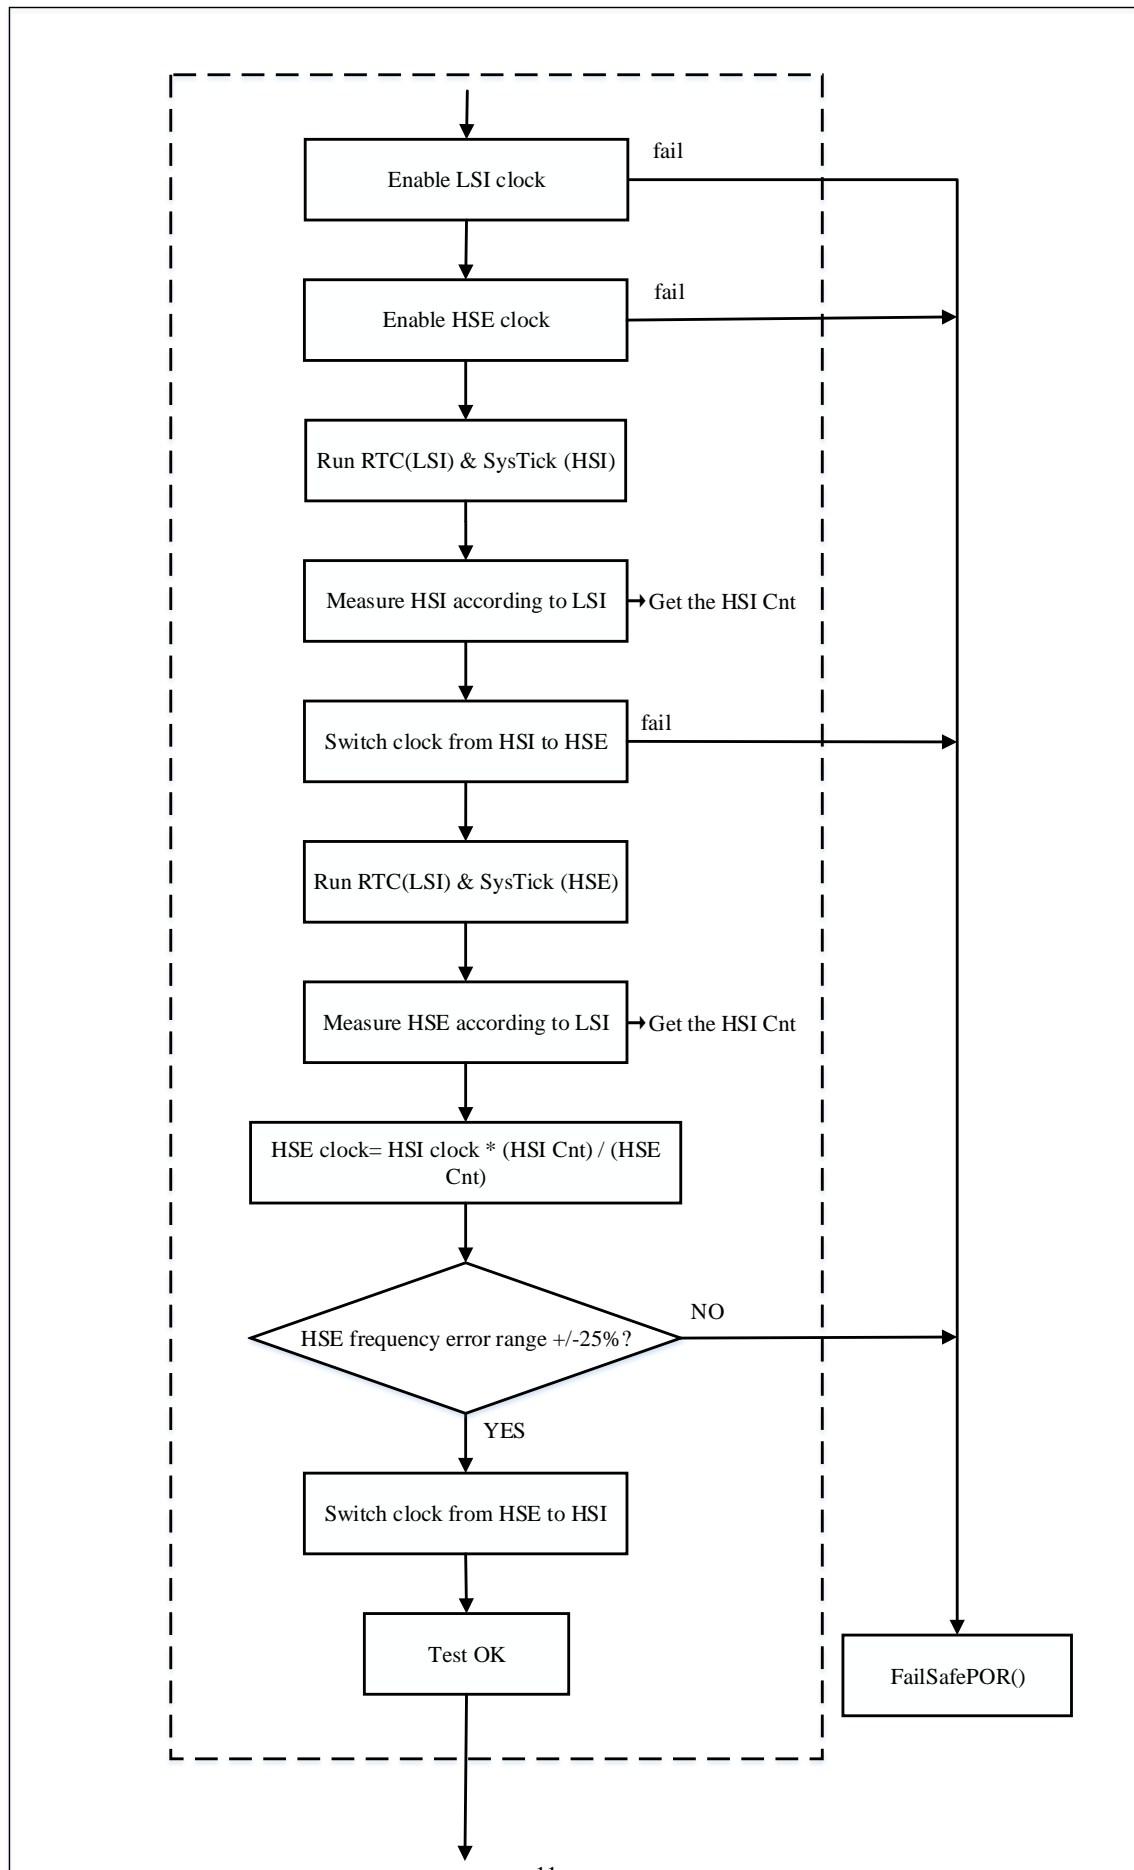 fail
Enable LSI clock
fail
Enable HSE clock
Run RTC(LSI) & SysTick (HSI)
Measure HSI according to LSI
Get the HSI Cnt
fail
Switch clock from HSI to HSE
Run RTC(LSI) & SysTick (HSE)
Measure HSE according to LSI
Get the HSI Cnt
HSE clock= HSI clock * (HSI Cnt) / (HSE
Cnt)
NO
HSE frequency error range +/-25%?
YES
Switch clock from HSE to HSI
Test OK
FailSafePOR()